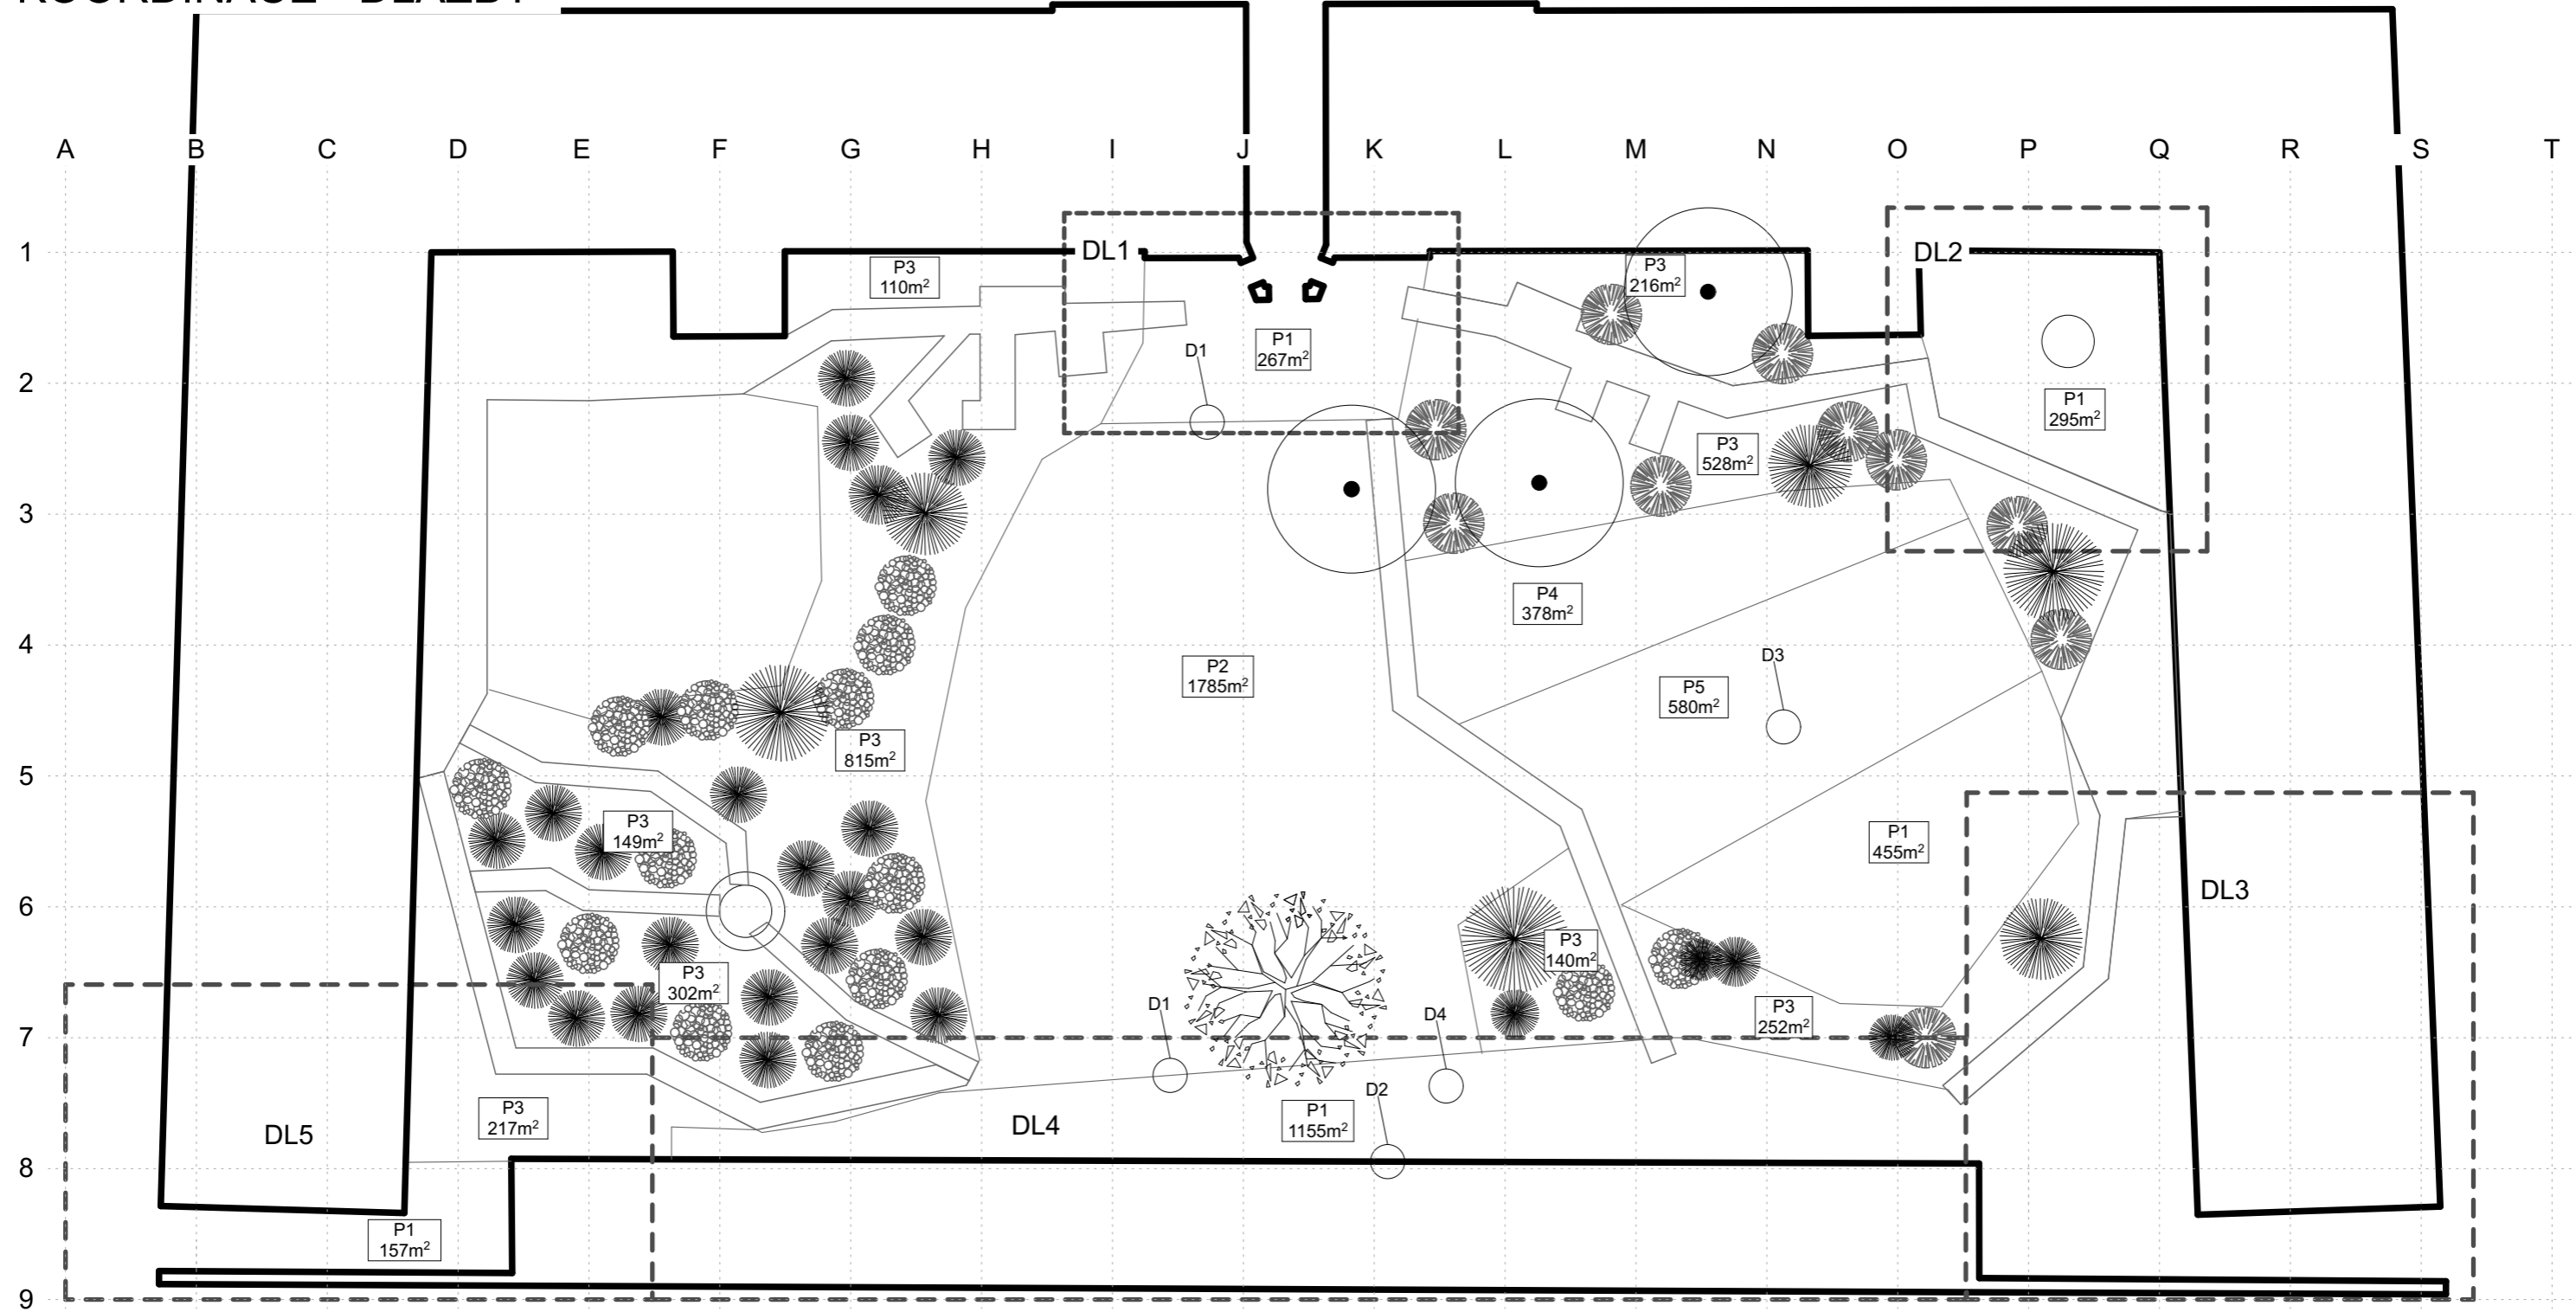 A B C D E F G H I J K L M N O P Q R S T
1
DL1
DL2
P3
110m²
P3
216m²
P1
267m²
D1
2
P1
295m²
P3
528m²
3
P4
378m²
4
P2
1785m²
D3
P5
580m²
P3
815m²
5
P3
149m²
P1
455m²
6
DL3
P3
140m²
P3
302m²
D1
D4
P3
252m²
7
D2
P3
217m²
DL5
DL4
P1
1155m²
8
P1
157m²
9